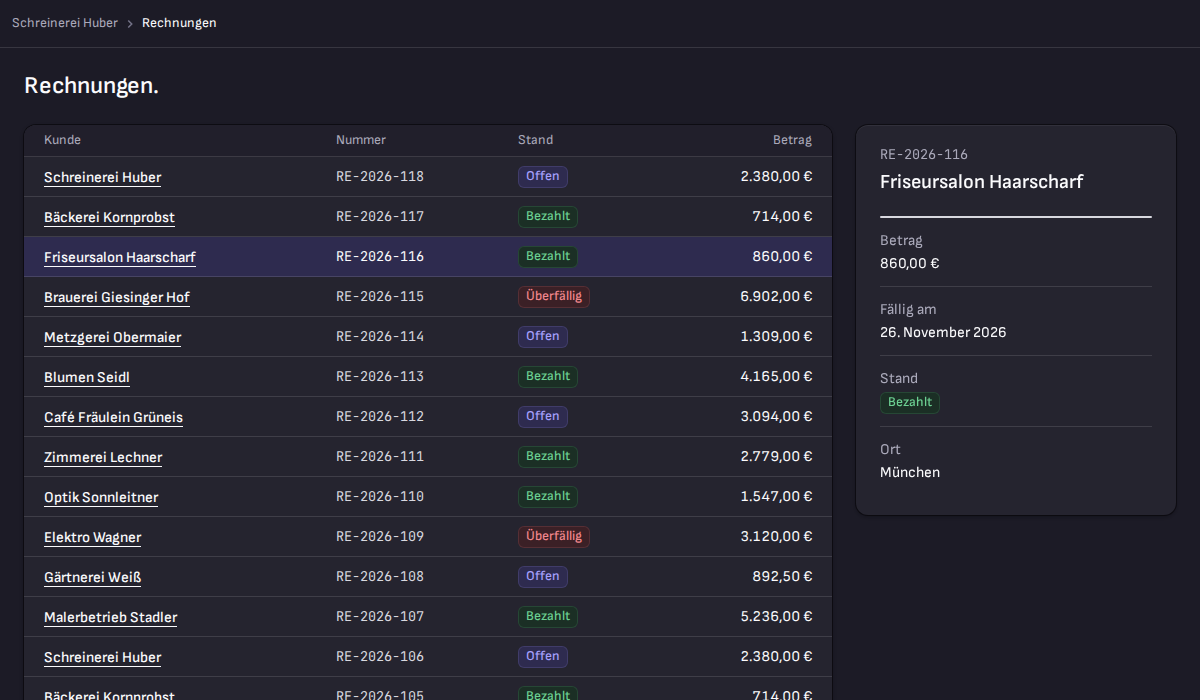 Schreinerei Huber > Rechnungen
Rechnungen.
Kunde Nummer Stand Betrag
Schreinerei Huber RE-2026-118 Offen 2.380,00 €
Bäckerei Kornprobst RE-2026-117 Bezahlt 714,00 €
Friseursalon Haarscharf RE-2026-116 Bezahlt 860,00 €
Brauerei Giesinger Hof RE-2026-115 Überfällig 6.902,00 €
Metzgerei Obermaier RE-2026-114 Offen 1.309,00 €
Blumen Seidl RE-2026-113 Bezahlt 4.165,00 €
Café Fräulein Grüneis RE-2026-112 Offen 3.094,00 €
Zimmerei Lechner RE-2026-111 Bezahlt 2.779,00 €
Optik Sonnleitner RE-2026-110 Bezahlt 1.547,00 €
Elektro Wagner RE-2026-109 Überfällig 3.120,00 €
Gärtnerei Weiß RE-2026-108 Offen 892,50 €
Malerbetrieb Stadler RE-2026-107 Bezahlt 5.236,00 €
Schreinerei Huber RE-2026-106 Offen 2.380,00 €
Bäckerei Kornprobst RE-2026-105 Bezahlt 714,00 €
RE-2026-116
Friseursalon Haarscharf
Betrag
860,00 €
Fällig am
26. November 2026
Stand
Bezahlt
Ort
München